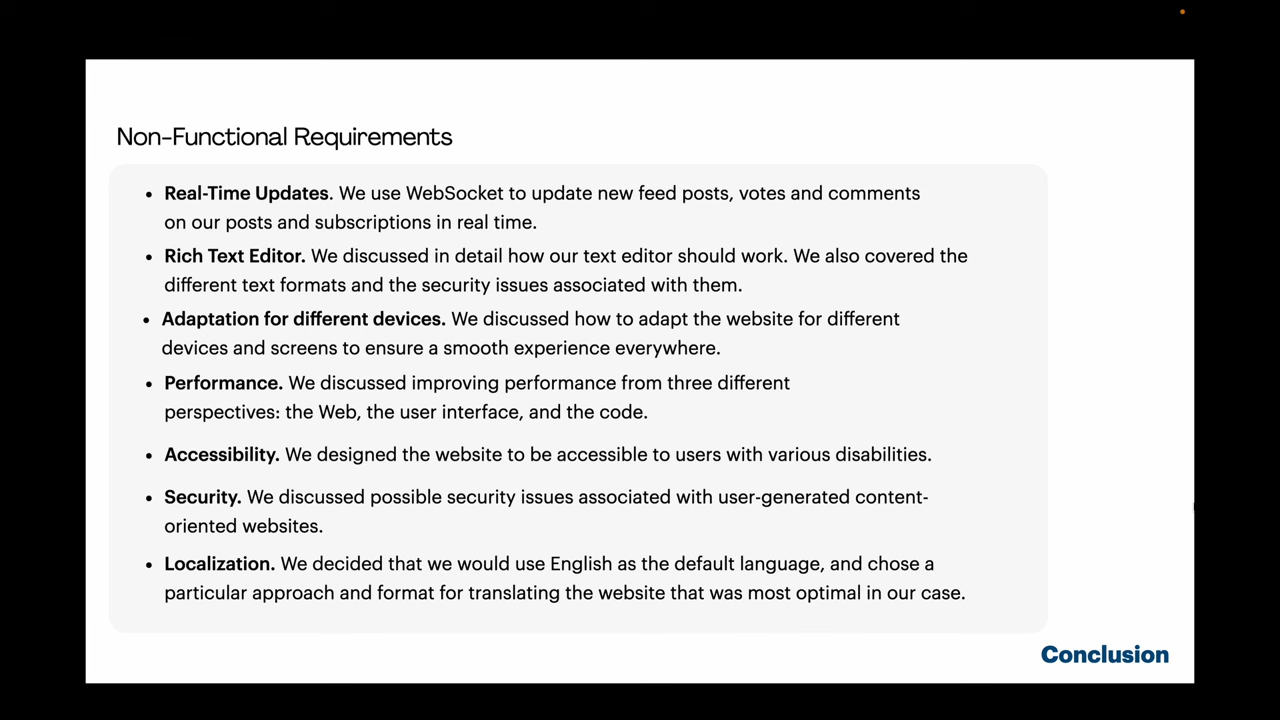 Non-Functional Requirements
• Real-Time Updates. We use WebSocket to update new feed posts, votes and comments
on our posts and subscriptions in real time.
• Rich Text Editor. We discussed in detail how our text editor should work. We also covered the
different text formats and the security issues associated with them.
• Adaptation for different devices. We discussed how to adapt the website for different
devices and screens to ensure a smooth experience everywhere.
• Performance. We discussed improving performance from three different
perspectives: the Web, the user interface, and the code.
• Accessibility. We designed the website to be accessible to users with various disabilities.
• Security. We discussed possible security issues associated with user-generated content-
oriented websites.
• Localization. We decided that we would use English as the default language, and chose a
particular approach and format for translating the website that was most optimal in our case.
Conclusion